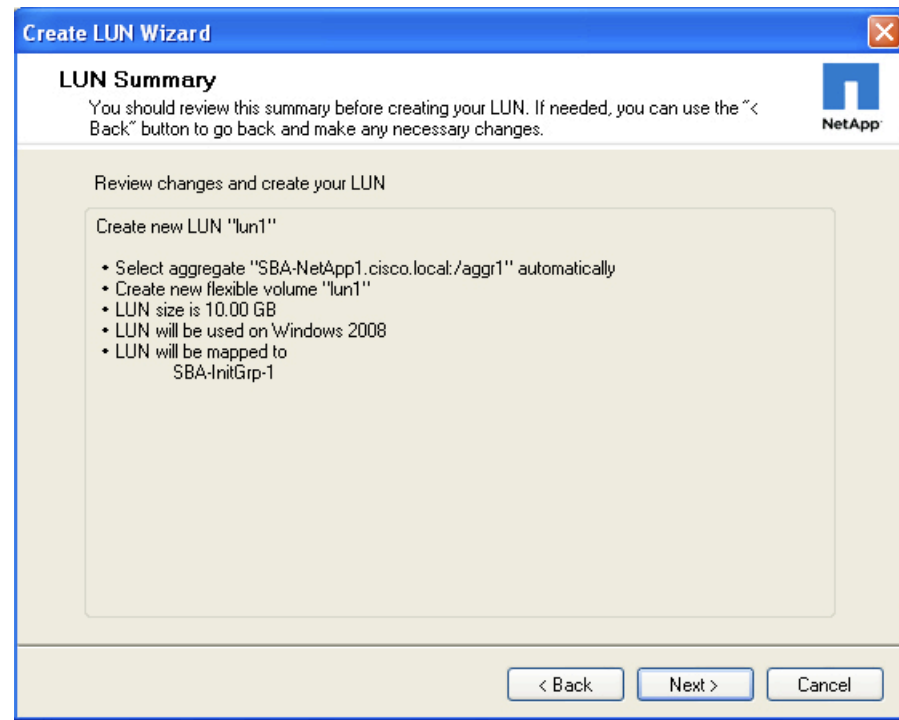 Create LUN Wizard
LUN Summary
You should review this summary before creating your LUN. If needed, you can use the "<
Back" button to go back and make any necessary changes.
NetApp
Review changes and create your LUN
Create new LUN "lun1"
• Select aggregate "SBA-NetApp1.cisco.local:/aggr1" automatically
• Create new flexible volume "lun1"
• LUN size is 10.00 GB
• LUN will be used on Windows 2008
• LUN will be mapped to
SBA-InitGrp-1
< Back
Next >
Cancel